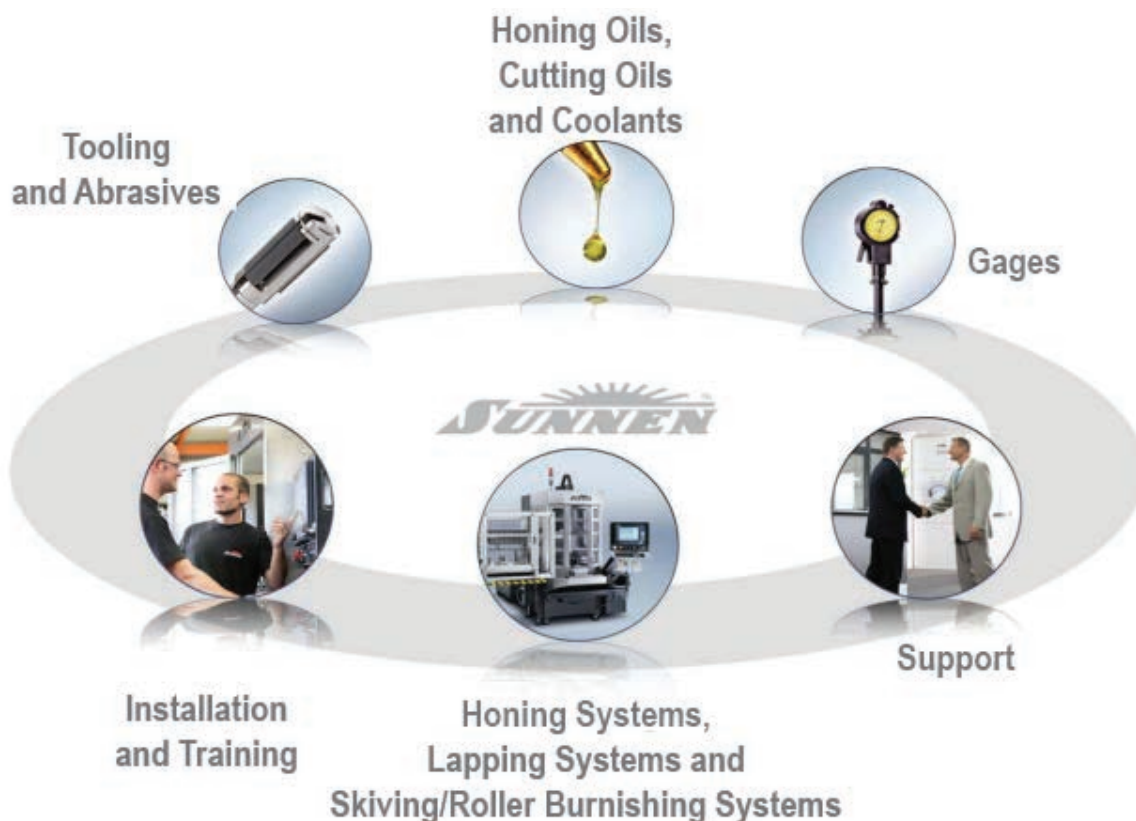 Honing Oils,
Cutting Oils
and Coolants
Tooling
and Abrasives
Gages
SUNNEN
Support
Installation
and Training
Honing Systems,
Lapping Systems and
Skiving/Roller Burnishing Systems